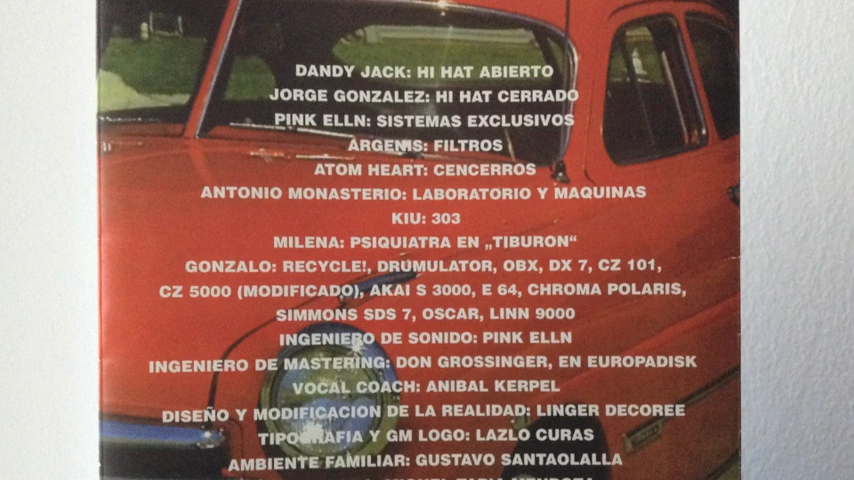 DANDY JACK: HI HAT ABIERTO
JORGE GONZALEZ: HI HAT CERRADO
PINK ELLN: SISTEMAS EXCLUSIVOS
ARGENIS: FILTROS
ATOM HEART: CENCERROS
ANTONIO MONASTERIO: LABORATORIO Y MAQUINAS
KIU: 303
MILENA: PSIQUIATRA EN „TIBURON“
GONZALO: RECYCLE!, DRUMULATOR, OBX, DX 7, CZ 101,
CZ 5000 (MODIFICADO), AKAI S 3000, E 64, CHROMA POLARIS,
SIMMONS SDS 7, OSCAR, LINN 9000
INGENIERO DE SONIDO: PINK ELLN
INGENIERO DE MASTERING: DON GROSSINGER, EN EUROPADISK
VOCAL COACH: ANIBAL KERPEL
DISEÑO Y MODIFICACION DE LA REALIDAD: LINGER DECOREE
TIPOGRAFIA Y GM LOGO: LAZLO CURAS
AMBIENTE FAMILIAR: GUSTAVO SANTAOLALLA
MIGUEL TAPIA MENDOZA